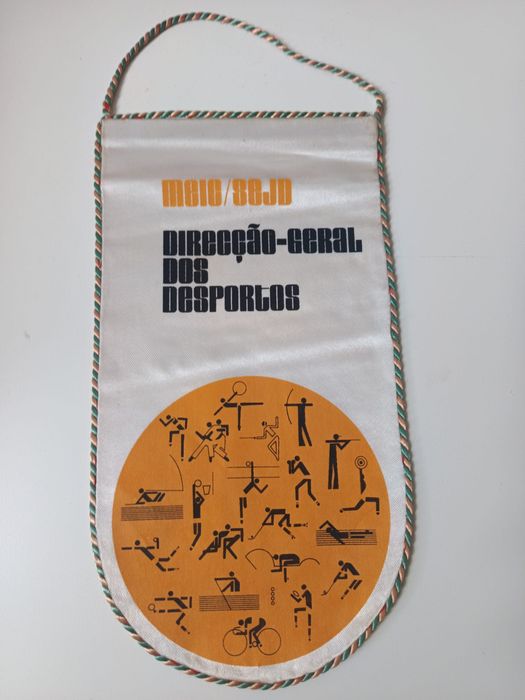 MEIC/SEJD
DIRECÇÃO-GERAL
DOS
DESPORTOS